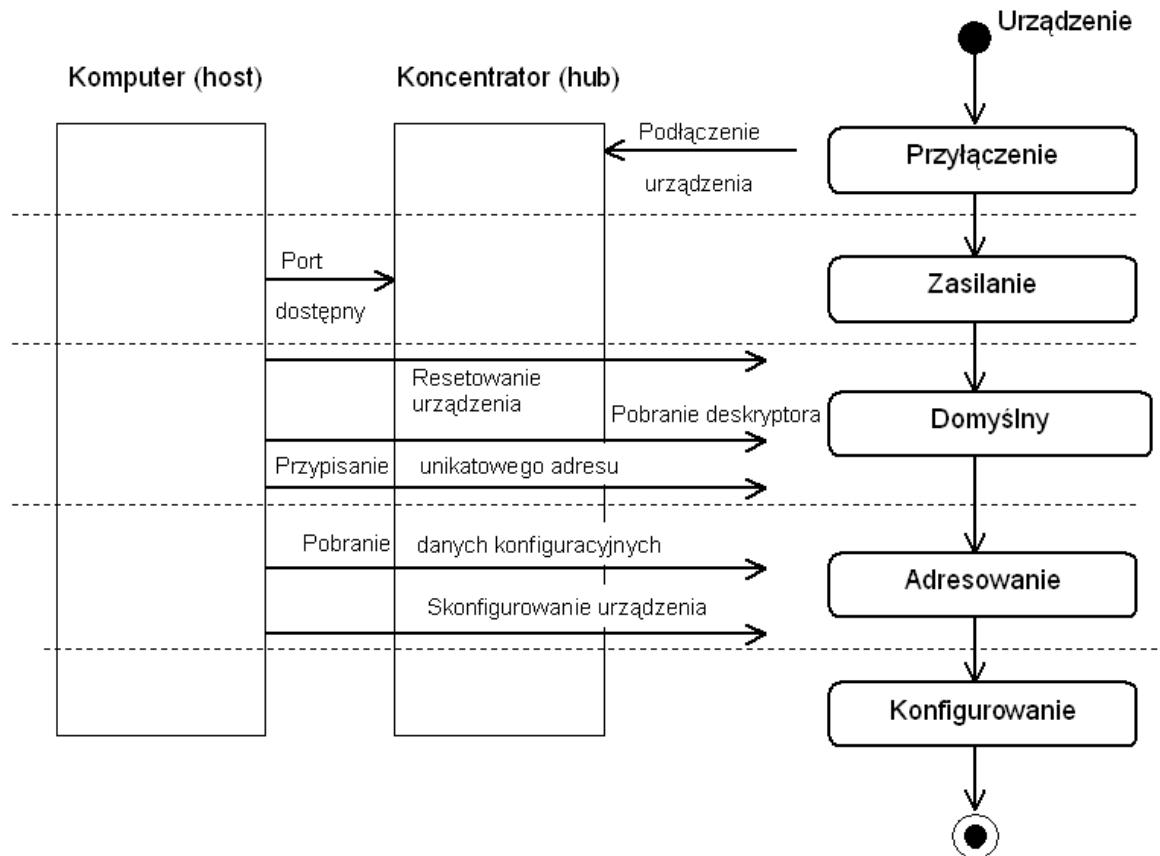 Urządzenie
Komputer (host)
Koncentrator (hub)
Podłączenie
urządzenia
Przyłączenie
Port
dostępny
Zasilanie
Resetowanie
urządzenia
Pobranie deskryptora
Domyślny
Przypisanie unikatowego adresu
Pobranie danych konfiguracyjnych
Adresowanie
Skonfigurowanie urządzenia
Konfigurowanie